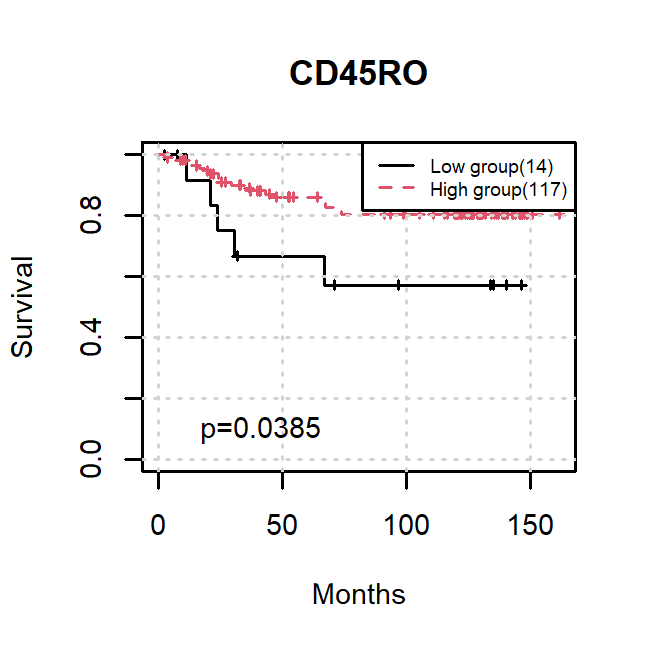 CD45RO
Low group(14)
High group(117)
Survival
0.8
0.4
0.0
p=0.0385
0 50 100 150
Months